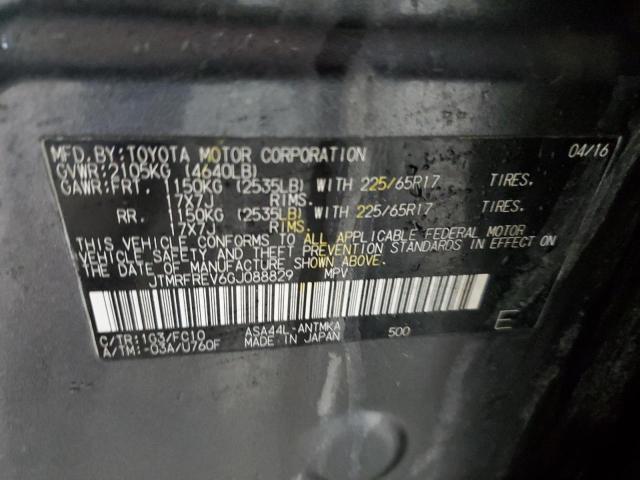 MFD.BY:TOYOTA MOTOR CORPORATION 04/16
GVWR:2105KG (4640LB)
GAWR:FRT. 1150KG (2535LB) WITH 225/65R17 TIRES.
17X7J RIMS.
RR. 1150KG (2535LB) WITH 225/65R17 TIRES.
17X7J RIMS.
THIS VEHICLE CONFORMS TO ALL APPLICABLE FEDERAL MOTOR
VEHICLE SAFETY AND THEFT PREVENTION STANDARDS IN EFFECT ON
THE DATE OF MANUFACTURE SHOWN ABOVE.
JTMRFREV6GJ088829 MPV
C/TR:103/FC10 ASA44L-ANTMKA 500 E
A/TM:-03A/U760F MADE IN JAPAN